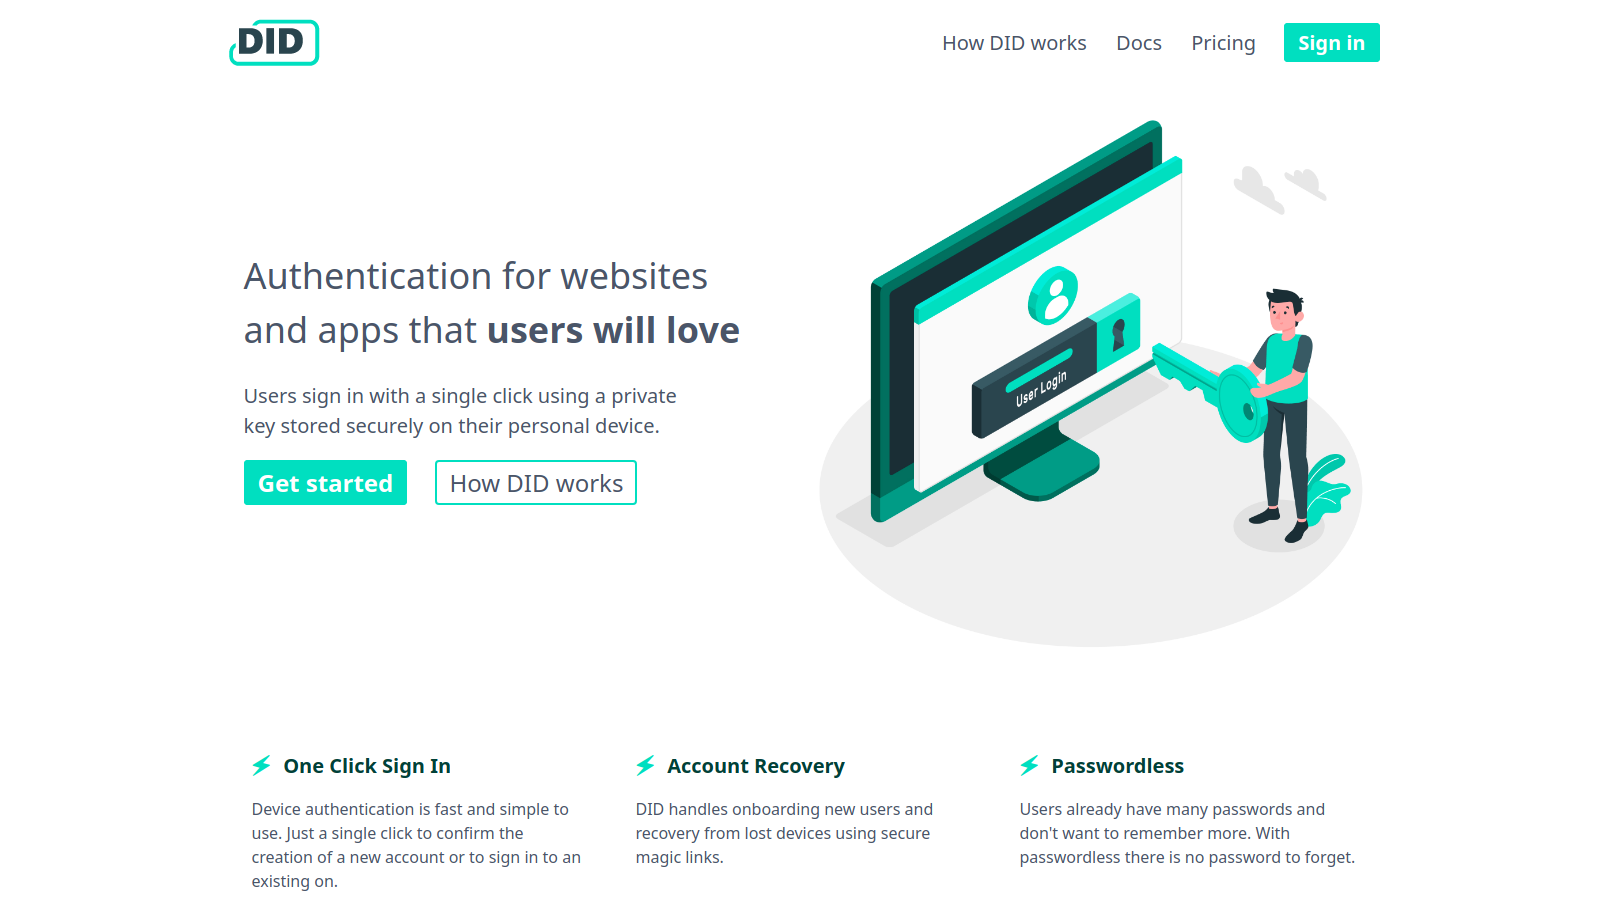 DID
How DID works
Docs
Pricing
Sign in
Authentication for websites
and apps that users will love
Users sign in with a single click using a private
key stored securely on their personal device.
Get started
How DID works
User Login
One Click Sign In
Device authentication is fast and simple to
use. Just a single click to confirm the
creation of a new account or to sign in to an
existing on.
Account Recovery
DID handles onboarding new users and
recovery from lost devices using secure
magic links.
Passwordless
Users already have many passwords and
don't want to remember more. With
passwordless there is no password to forget.